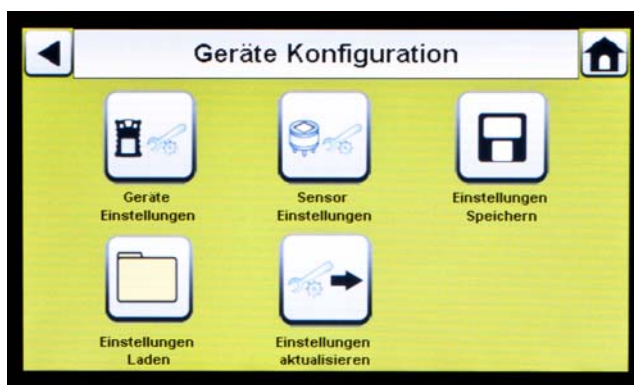 Geräte Konfiguration
Geräte
Einstellungen
Sensor
Einstellungen
Einstellungen
Speichern
Einstellungen
Laden
Einstellungen
aktualisieren